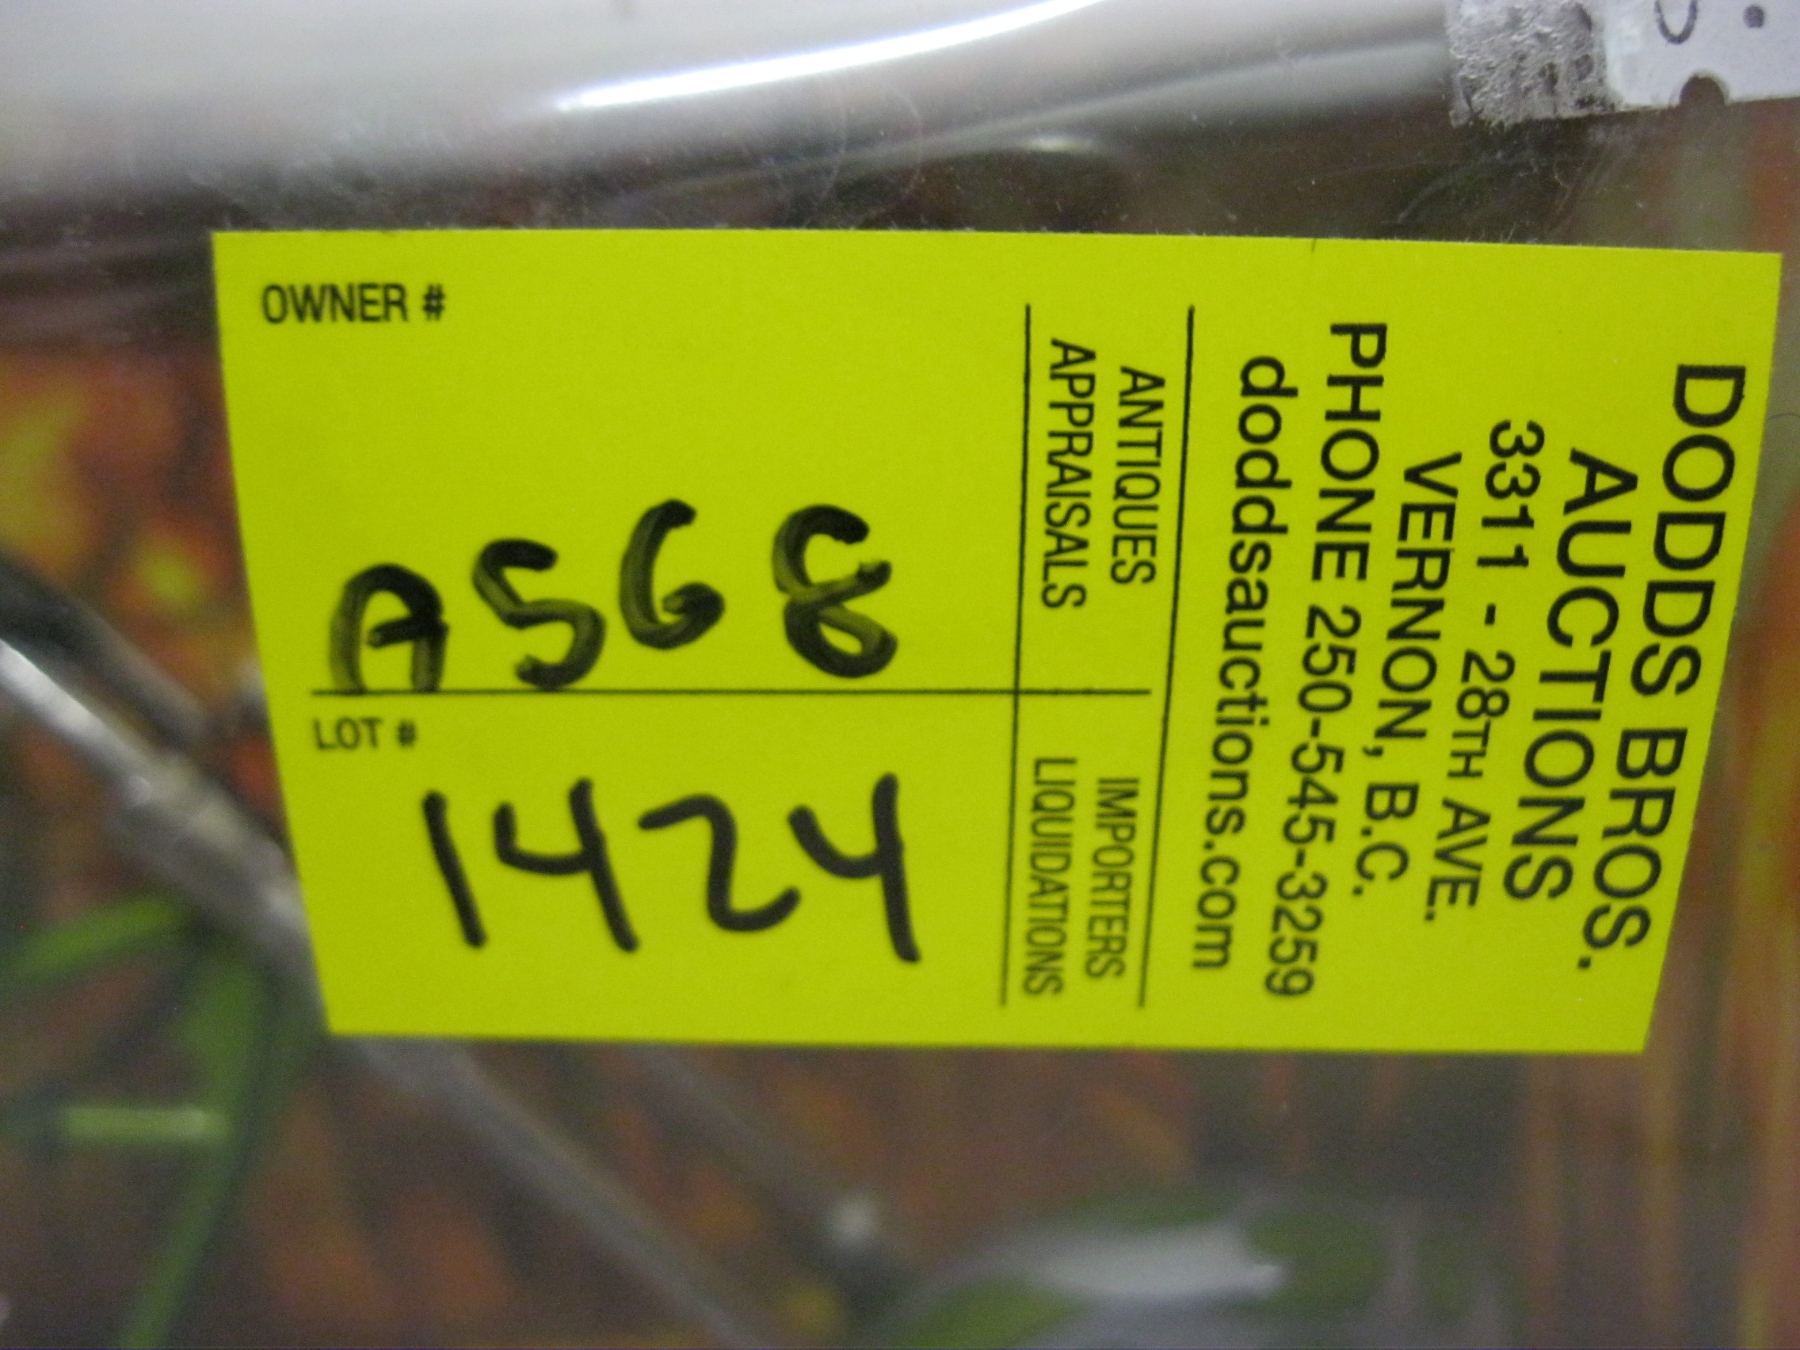 DODDS BROS.
AUCTIONS
3311 - 28TH AVE.
VERNON, B.C.
PHONE 250-545-3259
doddsauctions.com
ANTIQUES
APPRAISALS
IMPORTERS
LIQUIDATIONS
OWNER #
A568
LOT #
1424